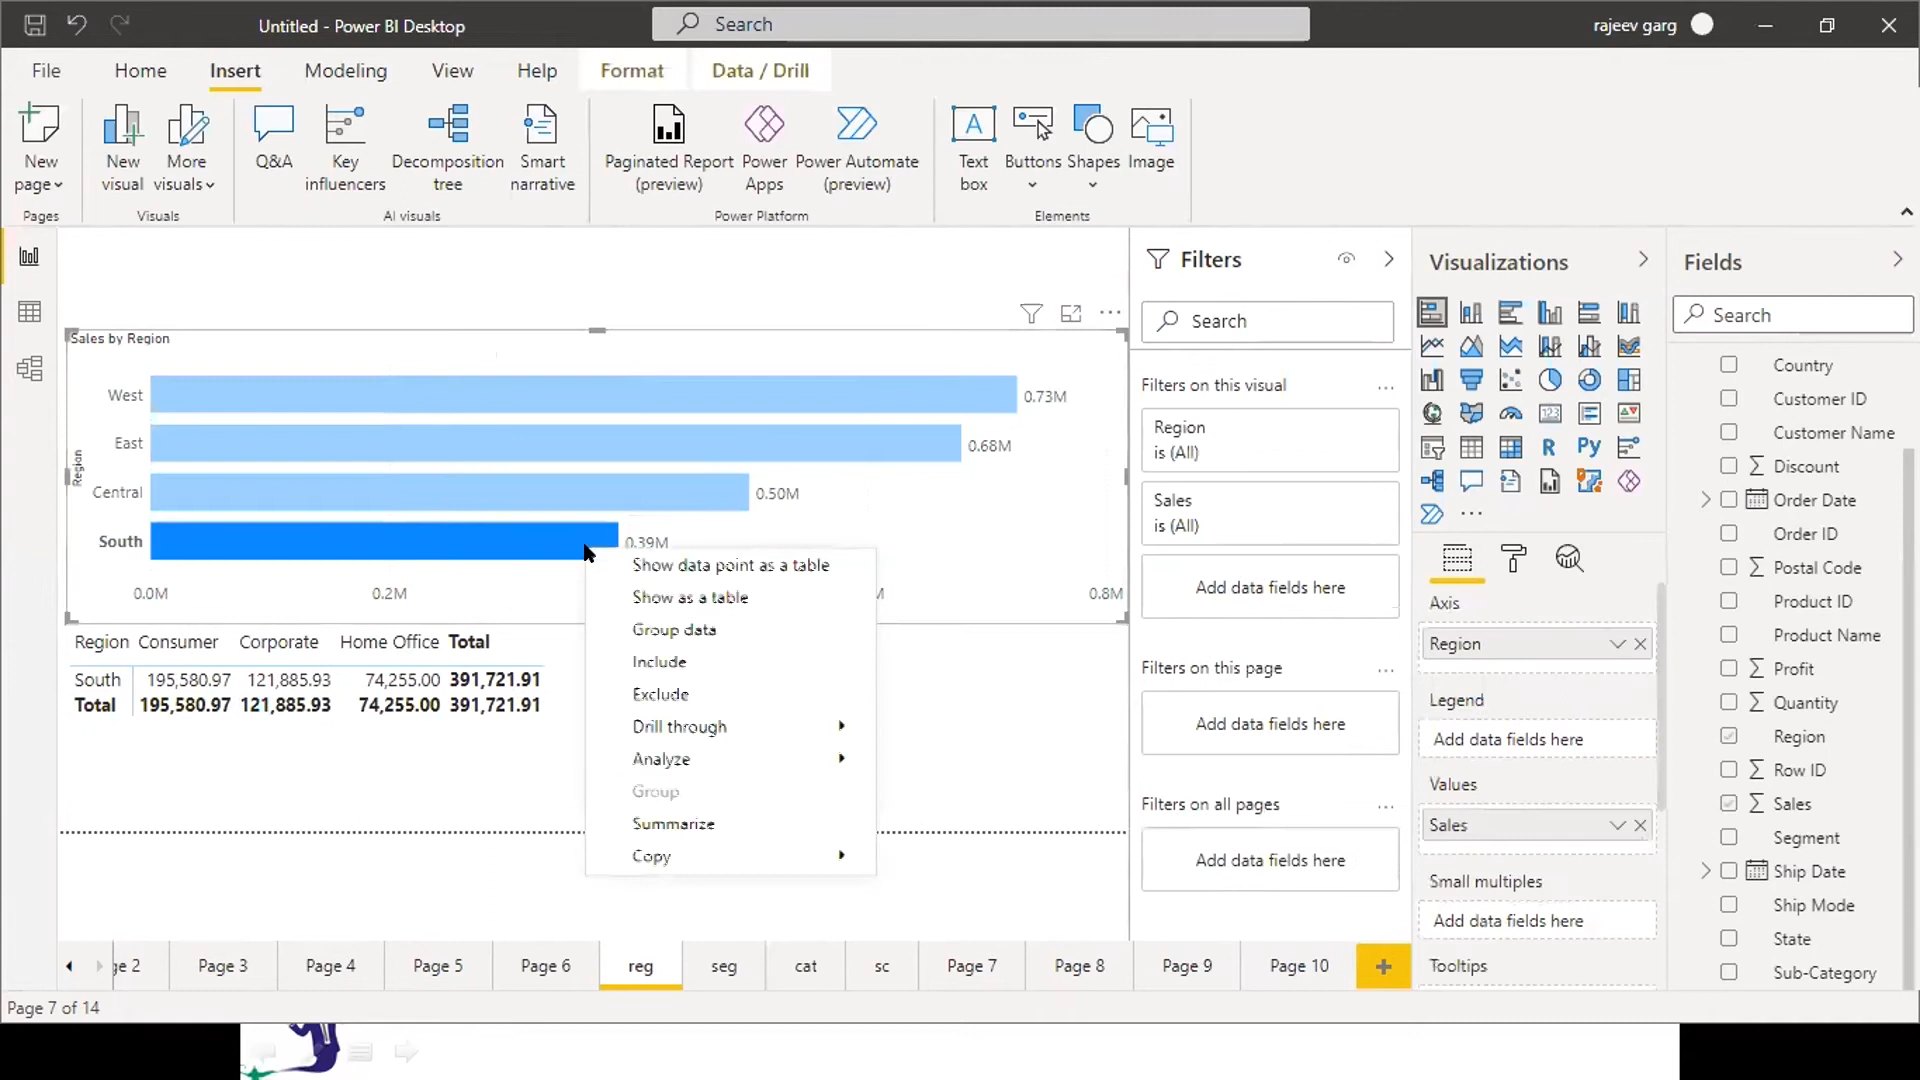 Untitled - Power BI Desktop
Search
rajeev garg
File Home Insert Modeling View Help Format Data / Drill
New page
New visual
More visuals
Q&A
Key influencers
Decomposition tree
Smart narrative
Paginated Report (preview)
Power Apps
Power Automate (preview)
Text box
Buttons
Shapes
Image
Pages
Visuals
AI visuals
Power Platform
Elements
Sales by Region
Region
West 0.73M
East 0.68M
Central 0.50M
South 0.39M
0.0M 0.2M M 0.8M
Show data point as a table
Show as a table
Group data
Include
Exclude
Drill through
Analyze
Group
Summarize
Copy
Region Consumer Corporate Home Office Total
South 195,580.97 121,885.93 74,255.00 391,721.91
Total 195,580.97 121,885.93 74,255.00 391,721.91
Filters
Search
Filters on this visual ...
Region
is (All)
Sales
is (All)
Add data fields here
Filters on this page ...
Add data fields here
Filters on all pages ...
Add data fields here
Visualizations
R Py
123
...
Axis
Region
Legend
Add data fields here
Values
Sales
Small multiples
Add data fields here
Tooltips
Fields
Search
Country
Customer ID
Customer Name
Σ Discount
Order Date
Order ID
Σ Postal Code
Product ID
Product Name
Σ Profit
Σ Quantity
Region
Σ Row ID
Σ Sales
Segment
Ship Date
Ship Mode
State
Sub-Category
ge 2 Page 3 Page 4 Page 5 Page 6 reg seg cat sc Page 7 Page 8 Page 9 Page 10 +
Page 7 of 14